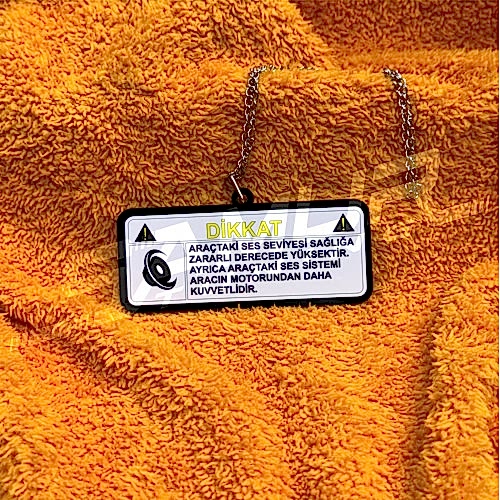 DİKKAT
ARAÇTAKİ SES SEVİYESİ SAĞLIĞA
ZARARLI DERECEDE YÜKSEKTİR.
AYRICA ARAÇTAKİ SES SİSTEMİ
ARACIN MOTORUNDAN DAHA
KUVVETLİDİR.